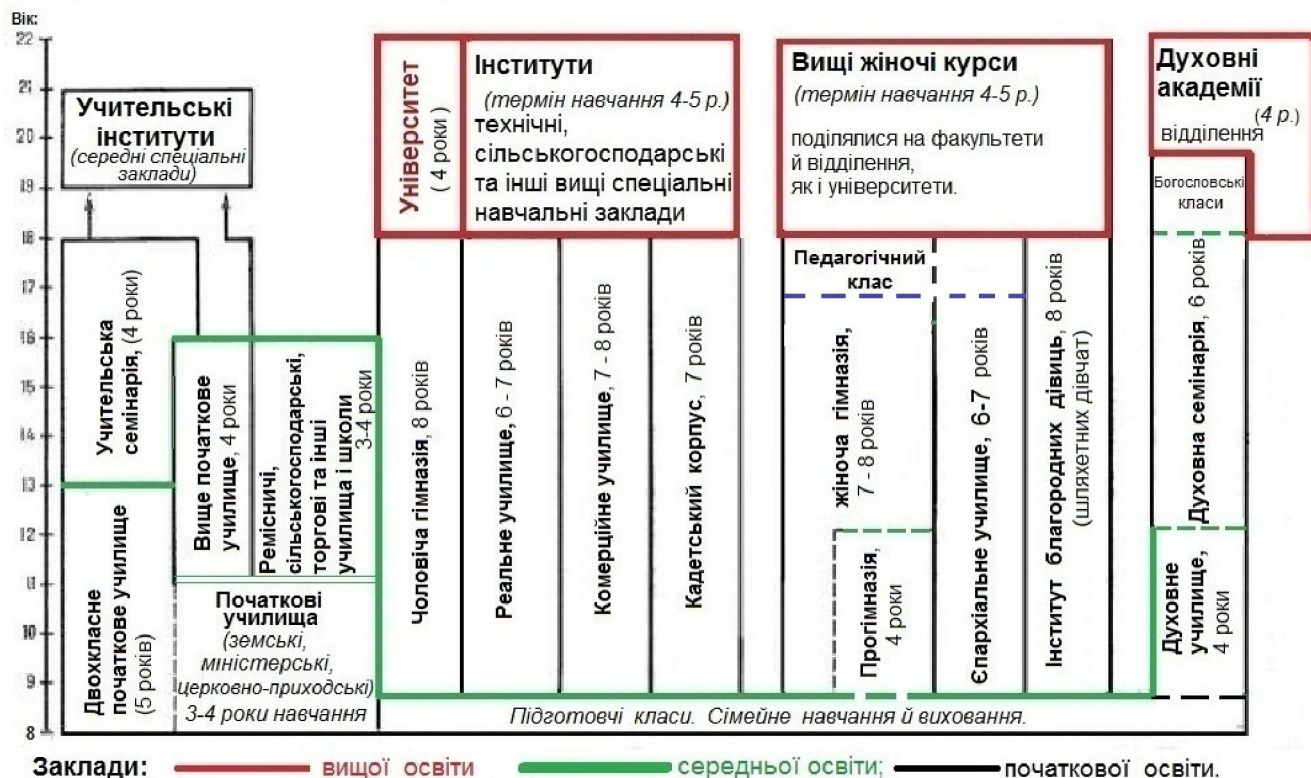 Вік:
22
21
20
19
18
17
16
15
14
13
12
11
10
9
8
Учительські
інститути
(середні спеціальні
заклади)
Учительська
семінарія, (4 роки)
Двохкласне
початкове училище
(5 років)
Вище початкове
училище, 4 роки
Ремісничі,
сільськогосподарські,
торгові та інші
училища і школи
3-4 роки
Початкові
училища
(земські,
міністерські,
церковно-приходські)
3-4 роки навчання
Університет
(4 роки)
Інститути
(термін навчання 4-5 р.)
технічні,
сільськогосподарські
та інші вищі спеціальні
навчальні заклади
Чоловіча гімназія, 8 років
Реальне училище, 6 - 7 років
Комерційне училище, 7 - 8 років
Кадетський корпус, 7 років
Вищі жіночі курси
(термін навчання 4-5 р.)
поділялися на факультети
й відділення,
як і університети.
Педагогічний
клас
жіноча гімназія,
7 - 8 років
Прогімназія,
4 роки
Єпархіальне училище, 6-7 років
Інститут благородних дівиць, 8 років
(шляхетних дівчат)
Духовні
академії
(4 р.)
відділення
Богословські
класи
Духовна семінарія, 6 років
Духовне
училище,
4 роки
Підготовчі класи. Сімейне навчання й виховання.
Заклади: вищої освіти середньої освіти; початкової освіти.